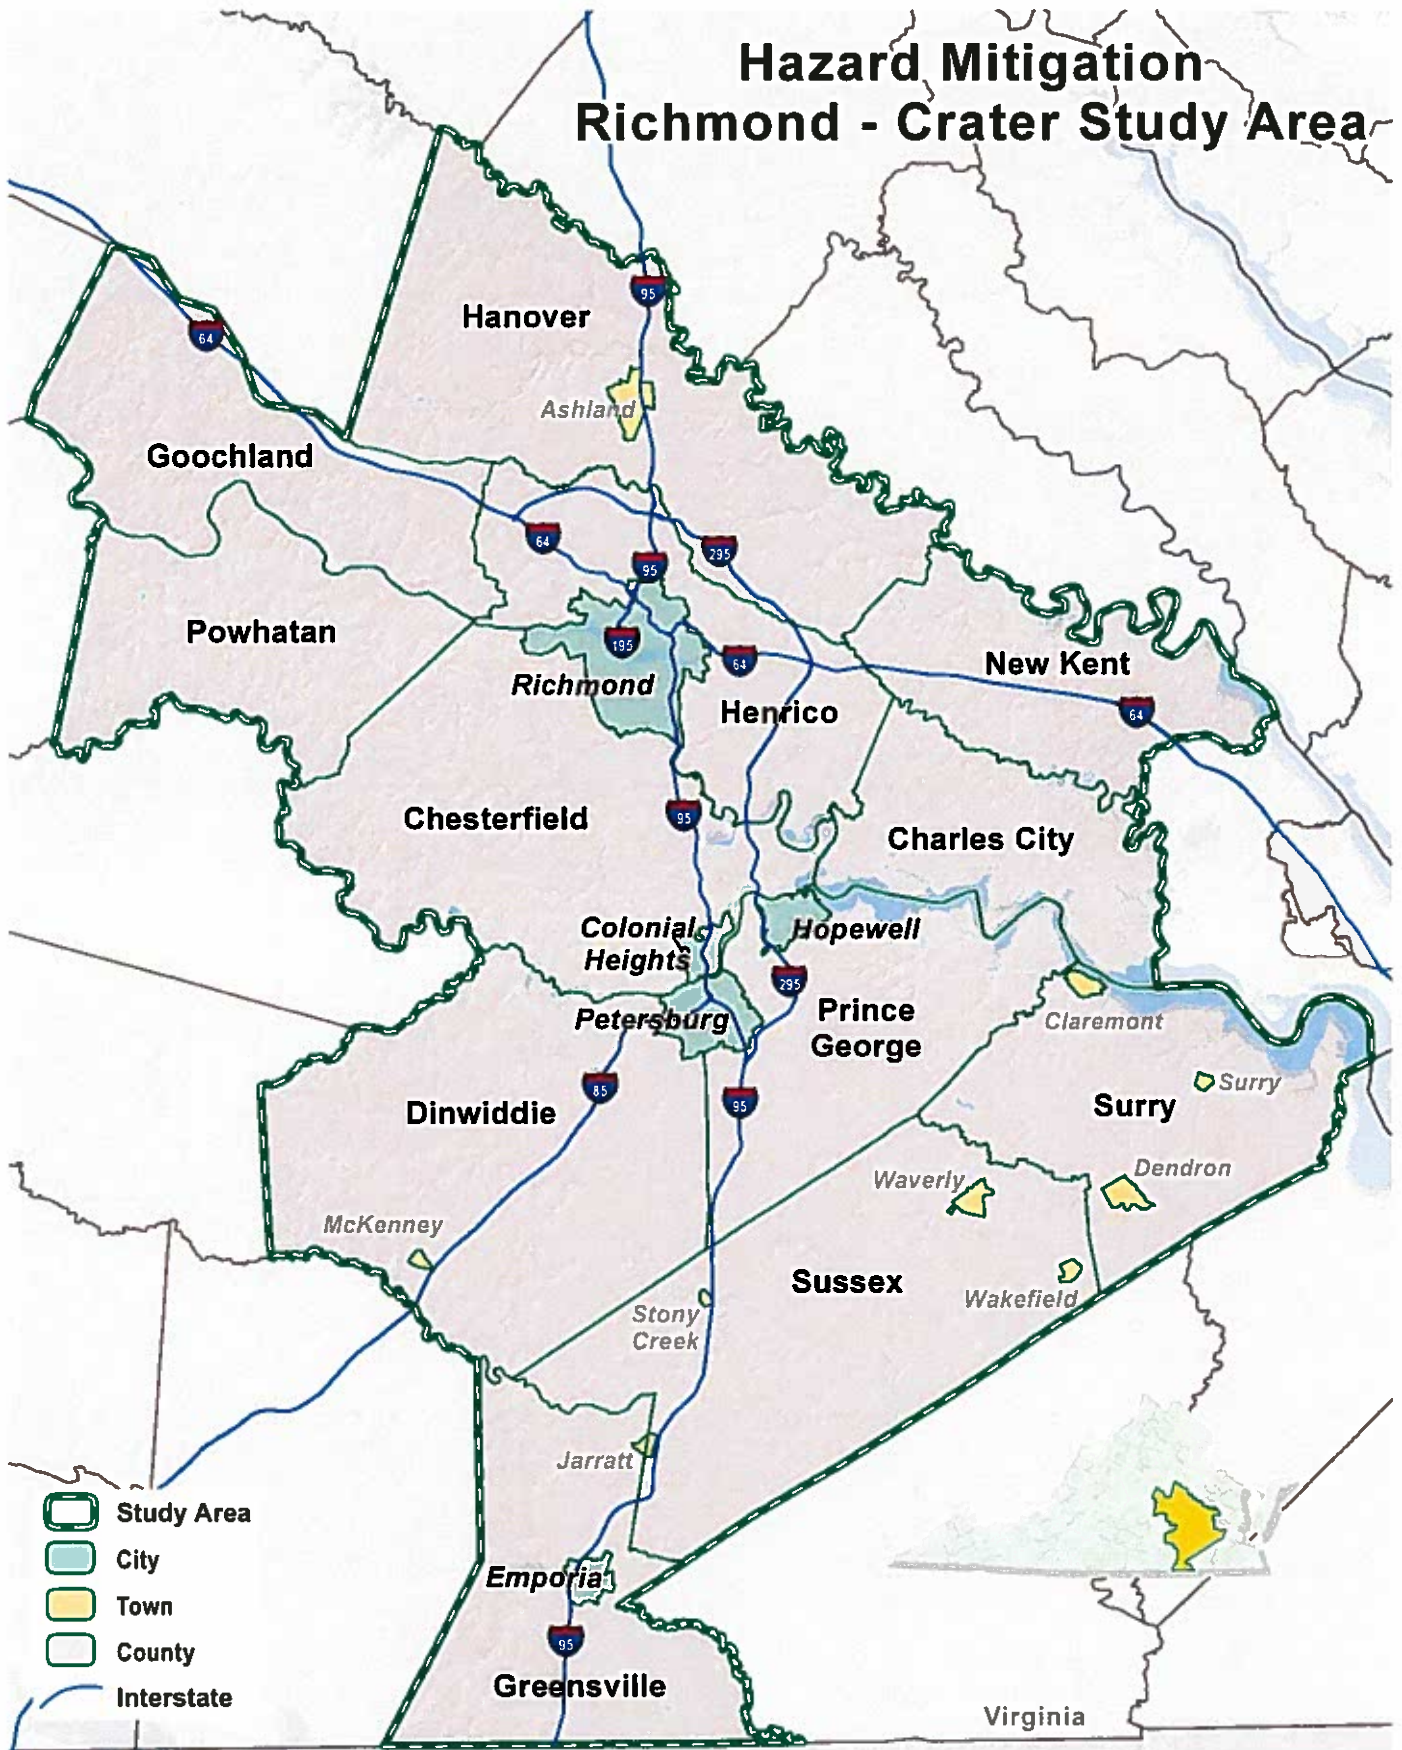 Hazard Mitigation
Richmond - Crater Study Area
95
Hanover
64
Ashland
Goochland
64
295
95
Powhatan
195
64
New Kent
Richmond
Henrico
64
Chesterfield
95
Charles City
Colonial
Heights
Hopewell
295
Petersburg
Prince
George
Claremont
85
Surry
95
Surry
Dinwiddie
Dendron
Waverly
McKenney
Sussex
Wakefield
Stony
Creek
Jarratt
Study Area
City
Emporia
Town
95
County
Greensville
Interstate
Virginia